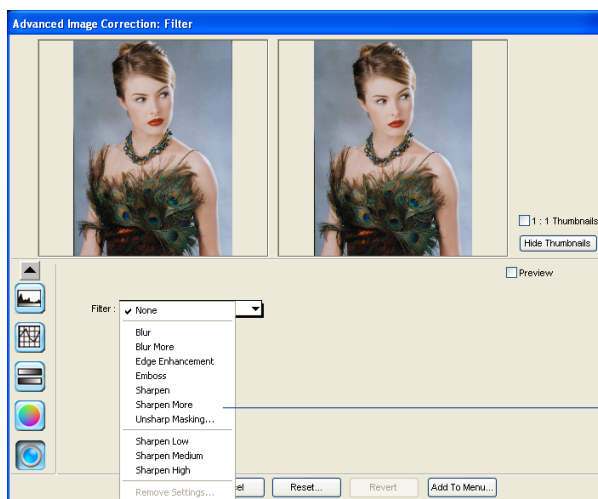 Advanced Image Correction: Filter
1 : 1 Thumbnails
Hide Thumbnails
Preview
Filter :
None
Blur
Blur More
Edge Enhancement
Emboss
Sharpen
Sharpen More
Unsharp Masking...
Sharpen Low
Sharpen Medium
Sharpen High
Remove Settings...
Reset...
Revert
Add To Menu...